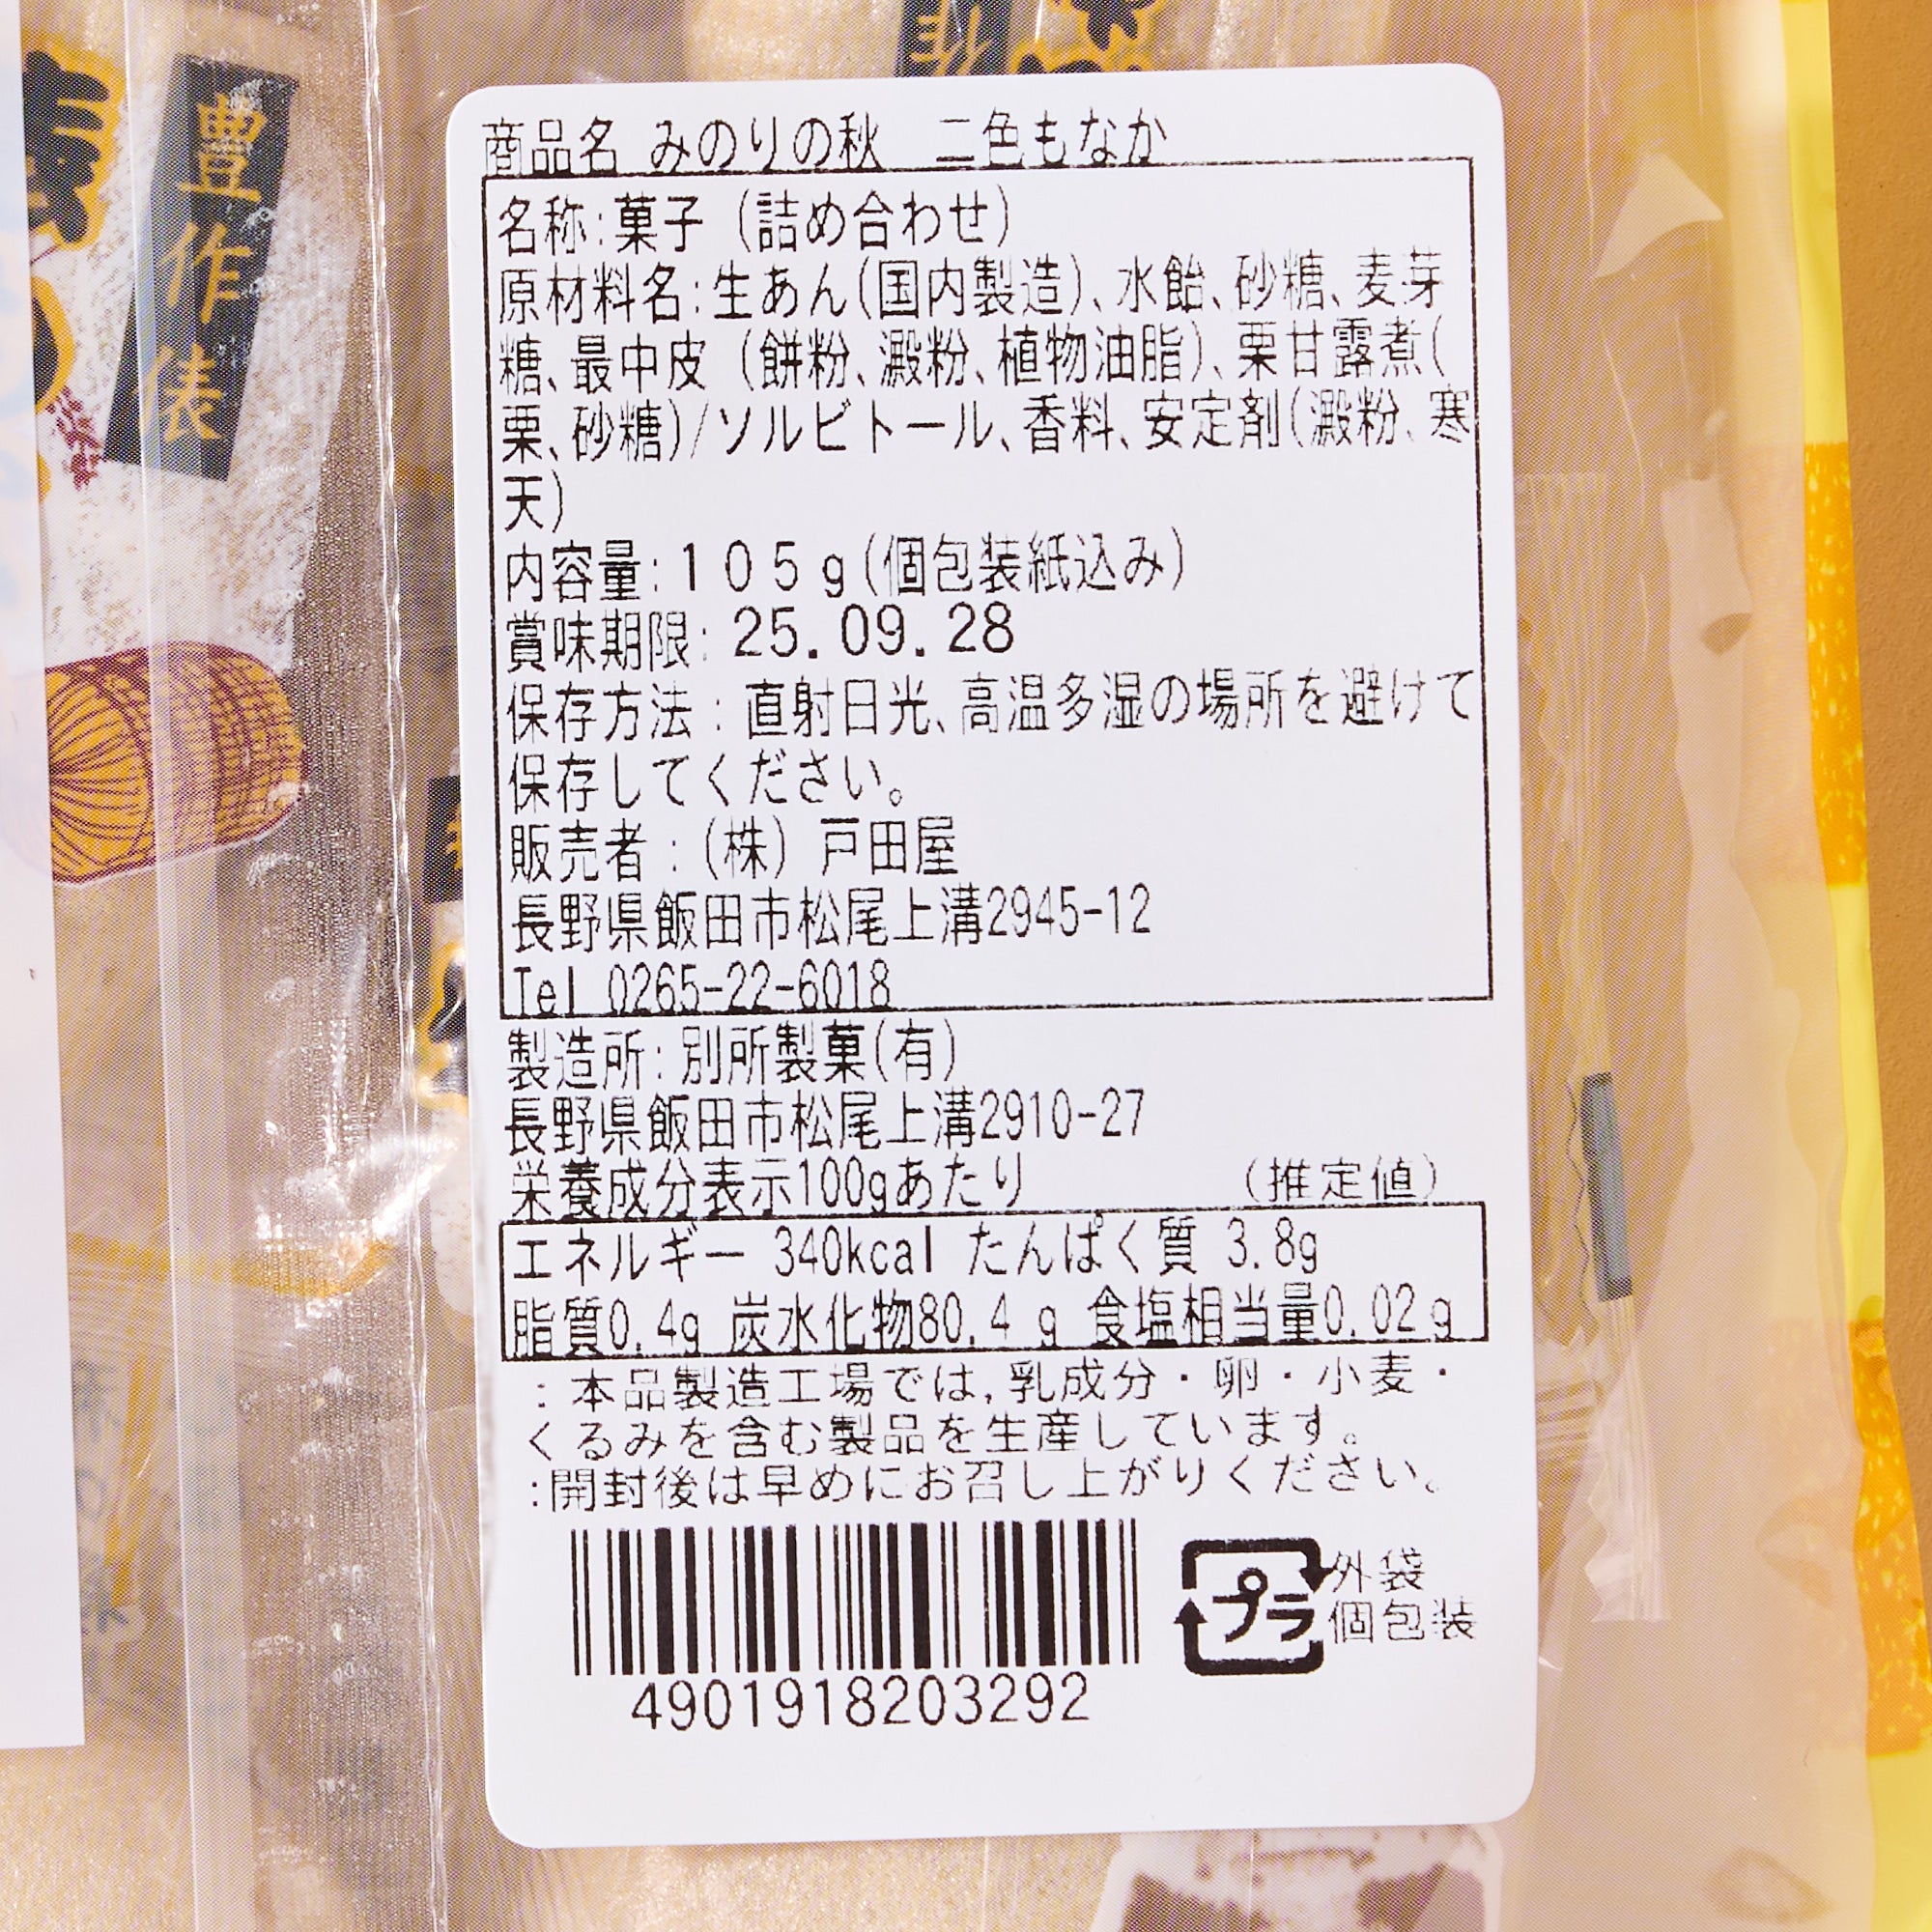 豊作俵
商品名 みのりの秋 二色もなか
名称:菓子(詰め合わせ)
原材料名:生あん(国内製造)、水飴、砂糖、麦芽
糖、最中皮(餅粉、澱粉、植物油脂)、栗甘露煮(
栗、砂糖)/ソルビトール、香料、安定剤(澱粉、寒
天)
内容量:105g(個包装紙込み)
賞味期限:25.09.28
保存方法:直射日光、高温多湿の場所を避けて
保存してください。
販売者:(株)戸田屋
長野県飯田市松尾上溝2945-12
Tel 0265-22-6018
製造所:別所製菓(有)
長野県飯田市松尾上溝2910-27
栄養成分表示100gあたり (推定値)
エネルギー 340kcal たんぱく質 3.8g
脂質0.4g 炭水化物80.4g 食塩相当量0.02g
:本品製造工場では,乳成分・卵・小麦・
くるみを含む製品を生産しています。
:開封後は早めにお召し上がりください。
プラ 外袋
個包装
4901918203292